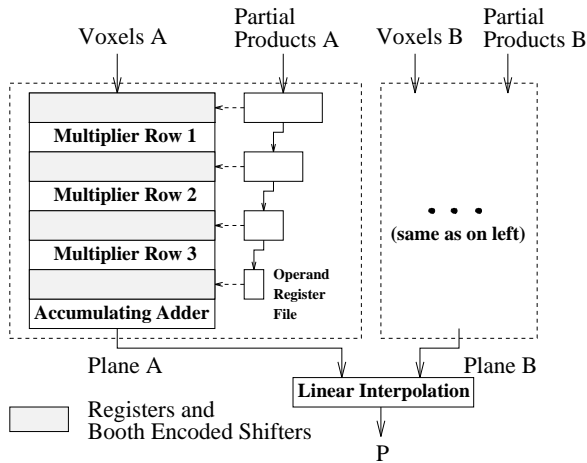 Voxels A
Partial
Products A
Voxels B
Partial
Products B
Multiplier Row 1
Multiplier Row 2
Multiplier Row 3
Accumulating Adder
Operand
Register
File
(same as on left)
Plane A
Plane B
Linear Interpolation
P
Registers and
Booth Encoded Shifters